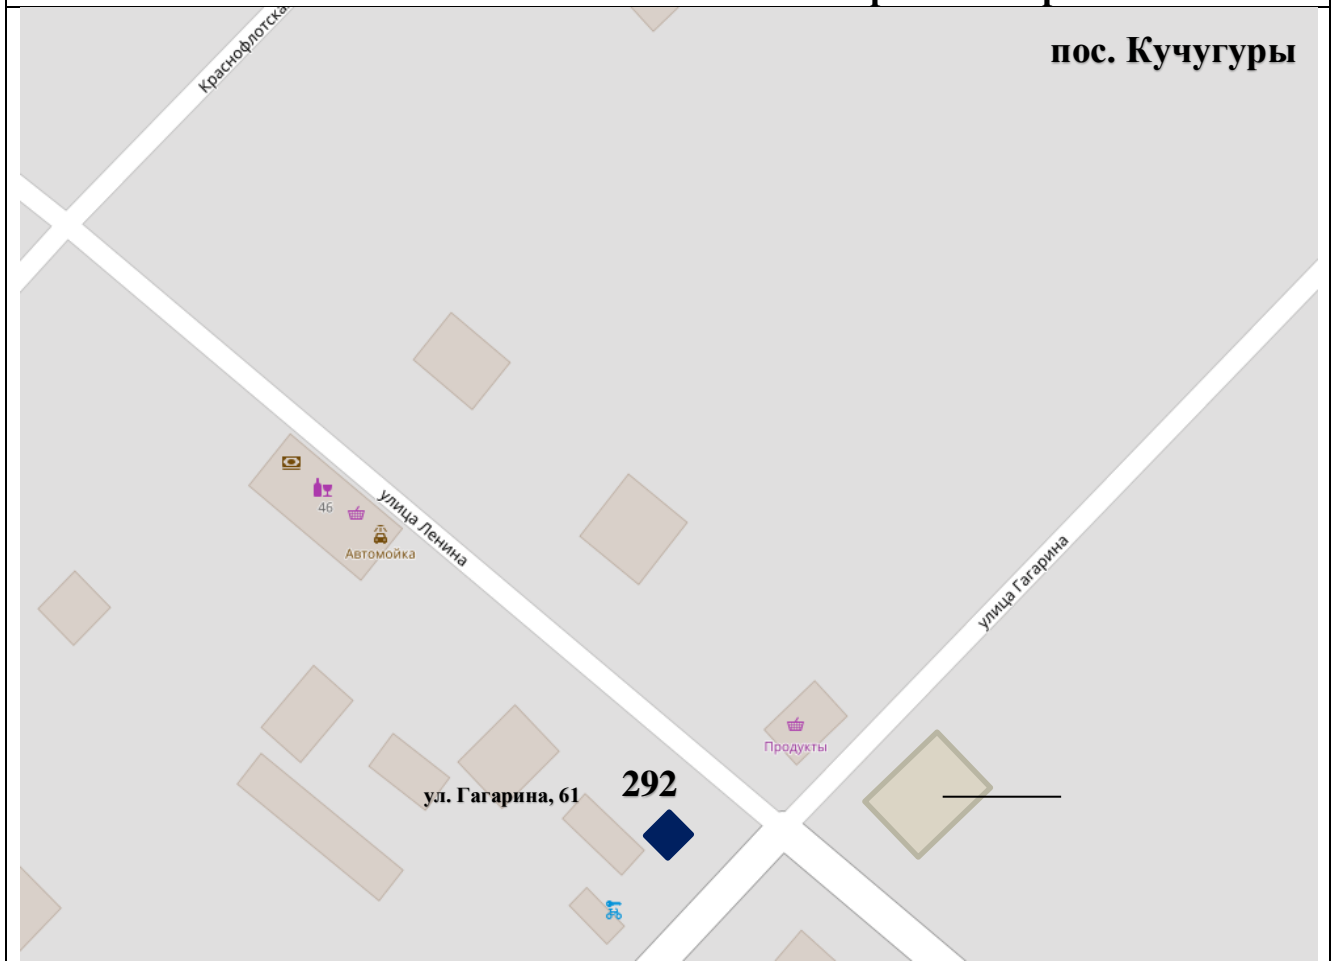 пос. Кучугуры
Краснофлотска
46
улица Ленина
Автомойка
улица Гагарина
Продукты
292
ул. Гагарина, 61